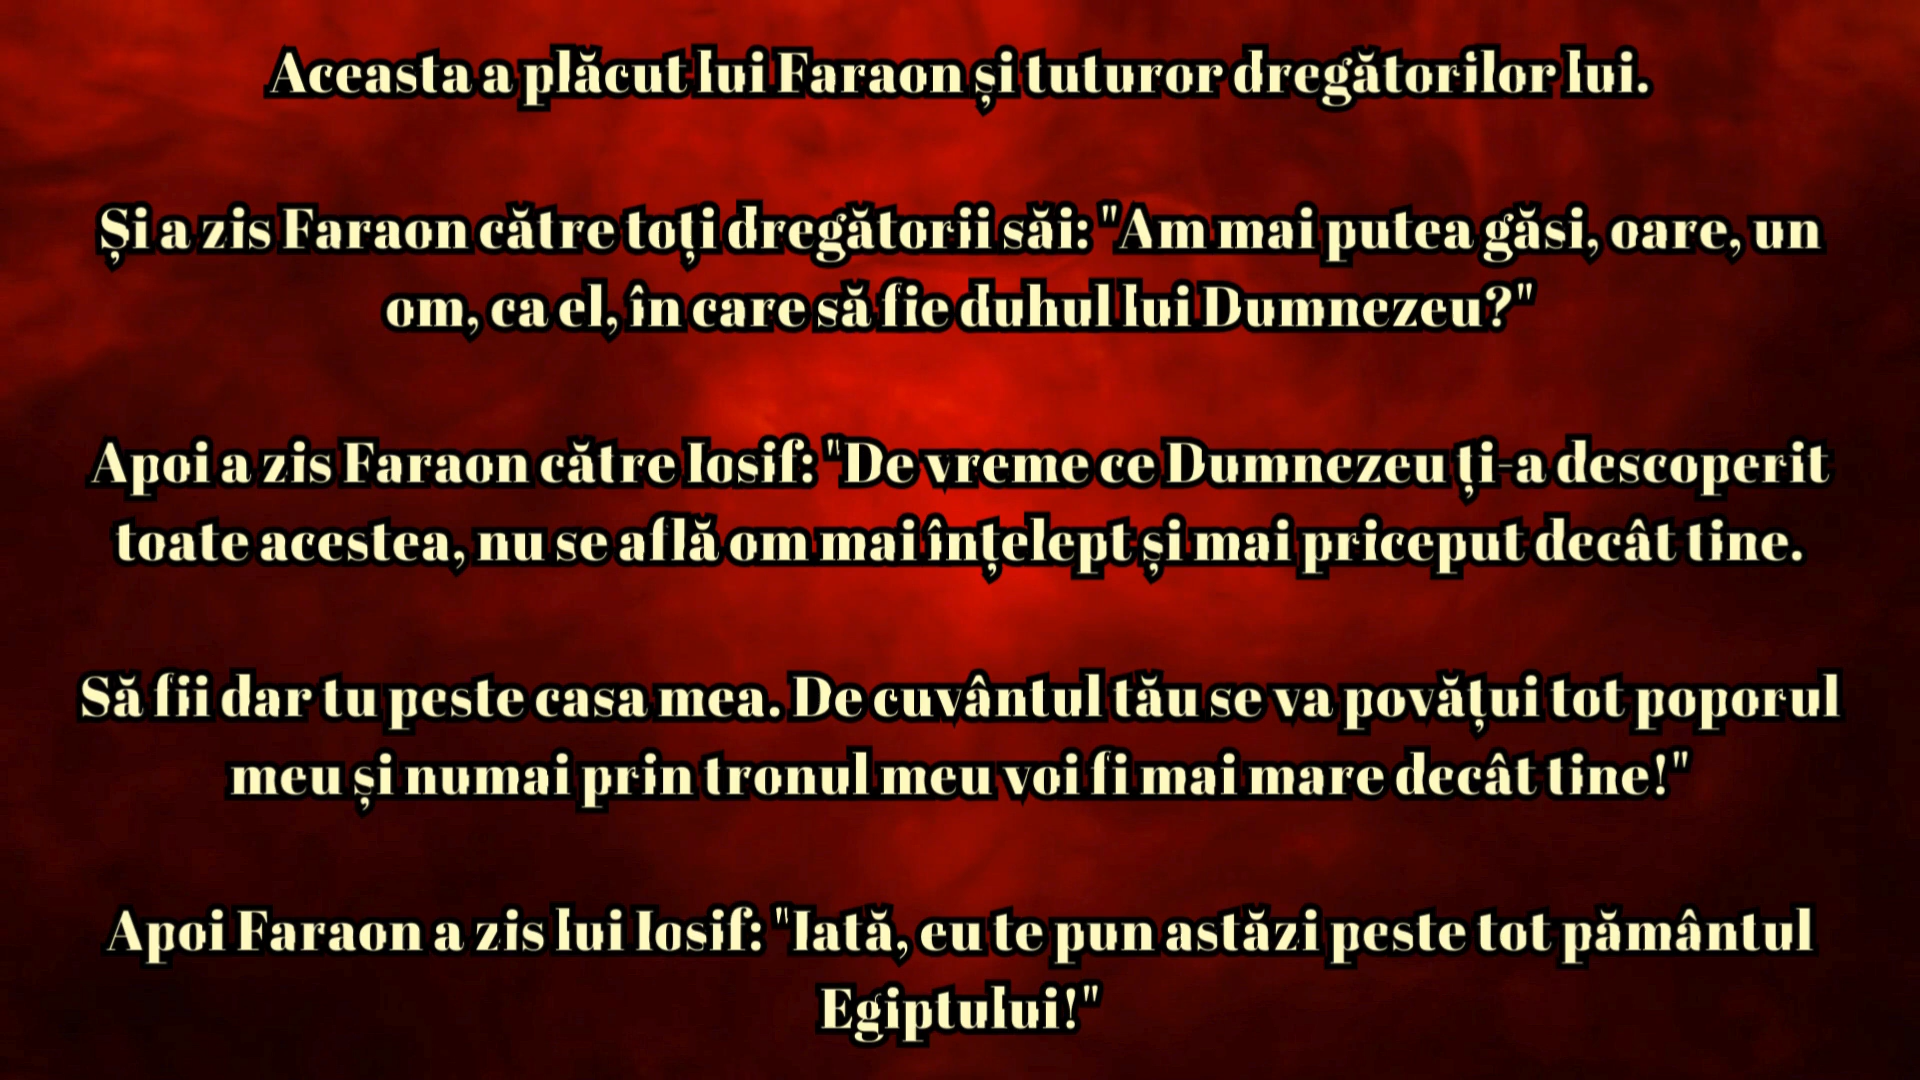 Aceasta a plăcut lui Faraon și tuturor dregătorilor lui.
Și a zis Faraon către toți dregătorii săi: "Am mai putea găsi, oare, un
om, ca el, în care să fie duhul lui Dumnezeu?"
Apoi a zis Faraon către Iosif: "De vreme ce Dumnezeu ți-a descoperit
toate acestea, nu se află om mai înțelept și mai priceput decât tine.
Să fii dar tu peste casa mea. De cuvântul tău se va povățui tot poporul
meu și numai prin tronul meu voi fi mai mare decât tine!"
Apoi Faraon a zis lui Iosif: "Iată, eu te pun astăzi peste tot pământul
Egiptului!"